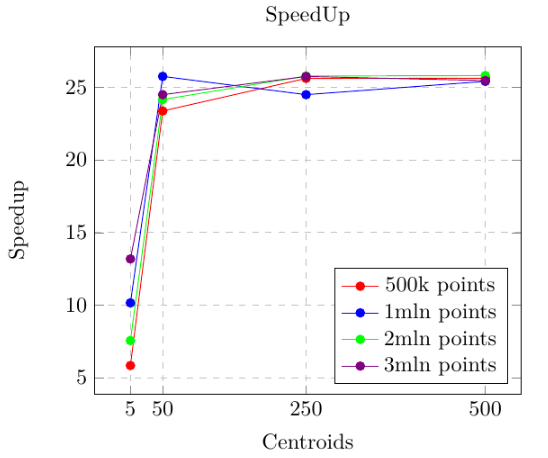 SpeedUp
Speedup
25
20
15
10
5
5 50 250 500
Centroids
500k points
1mln points
2mln points
3mln points